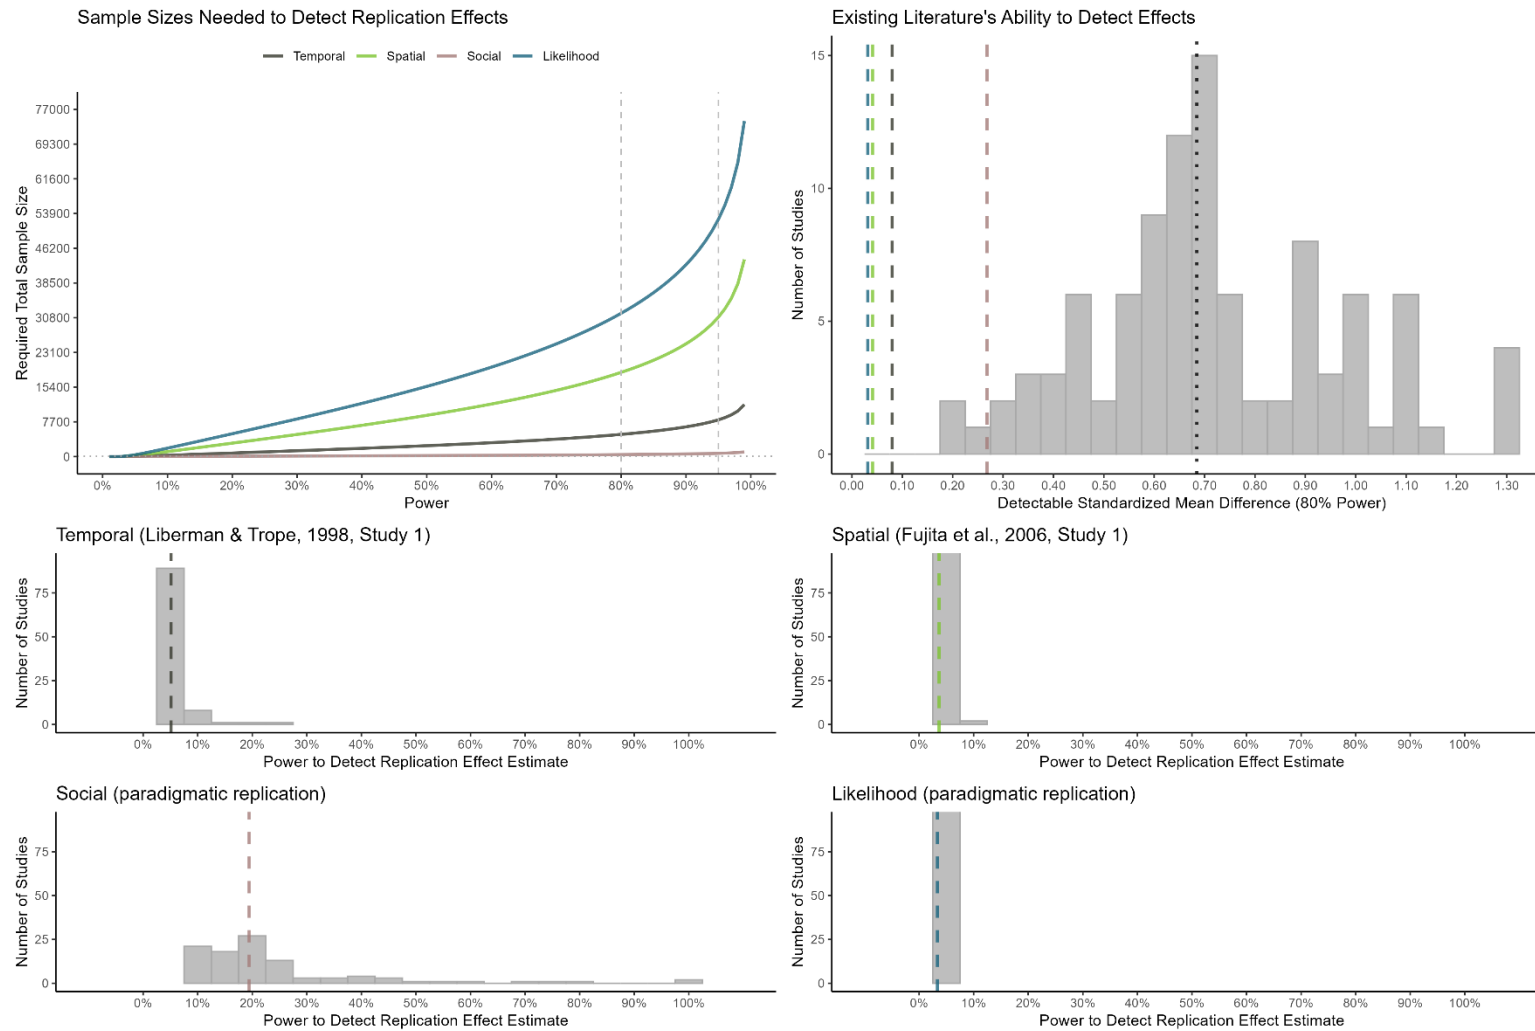 Sample Sizes Needed to Detect Replication Effects
Temporal Spatial Social Likelihood
Required Total Sample Size
77000
69300
61600
53900
46200
38500
30800
23100
15400
7700
0
0% 10% 20% 30% 40% 50% 60% 70% 80% 90% 100%
Power
Existing Literature's Ability to Detect Effects
Number of Studies
15
10
5
0
0.00 0.10 0.20 0.30 0.40 0.50 0.60 0.70 0.80 0.90 1.00 1.10 1.20 1.30
Detectable Standardized Mean Difference (80% Power)
Temporal (Liberman & Trope, 1998, Study 1)
Number of Studies
75
50
25
0
0% 10% 20% 30% 40% 50% 60% 70% 80% 90% 100%
Power to Detect Replication Effect Estimate
Spatial (Fujita et al., 2006, Study 1)
Number of Studies
75
50
25
0
0% 10% 20% 30% 40% 50% 60% 70% 80% 90% 100%
Power to Detect Replication Effect Estimate
Social (paradigmatic replication)
Number of Studies
75
50
25
0
0% 10% 20% 30% 40% 50% 60% 70% 80% 90% 100%
Power to Detect Replication Effect Estimate
Likelihood (paradigmatic replication)
Number of Studies
75
50
25
0
0% 10% 20% 30% 40% 50% 60% 70% 80% 90% 100%
Power to Detect Replication Effect Estimate